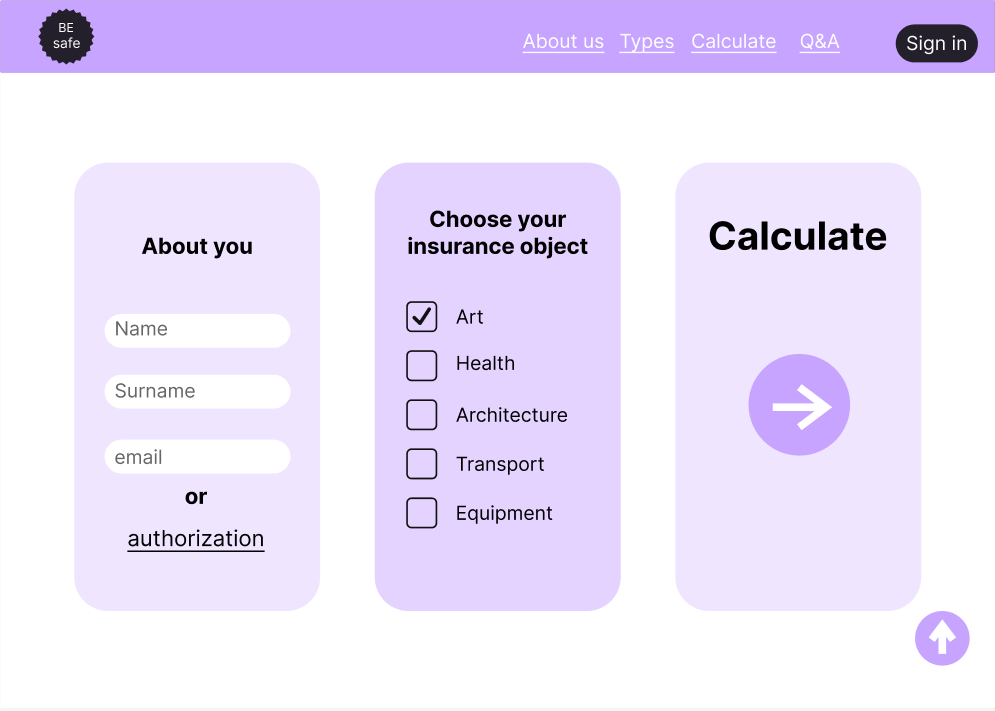 BE
safe
About us Types Calculate Q&A
Sign in
About you
Name
Surname
email
or
authorization
Choose your
insurance object
Art
Health
Architecture
Transport
Equipment
Calculate